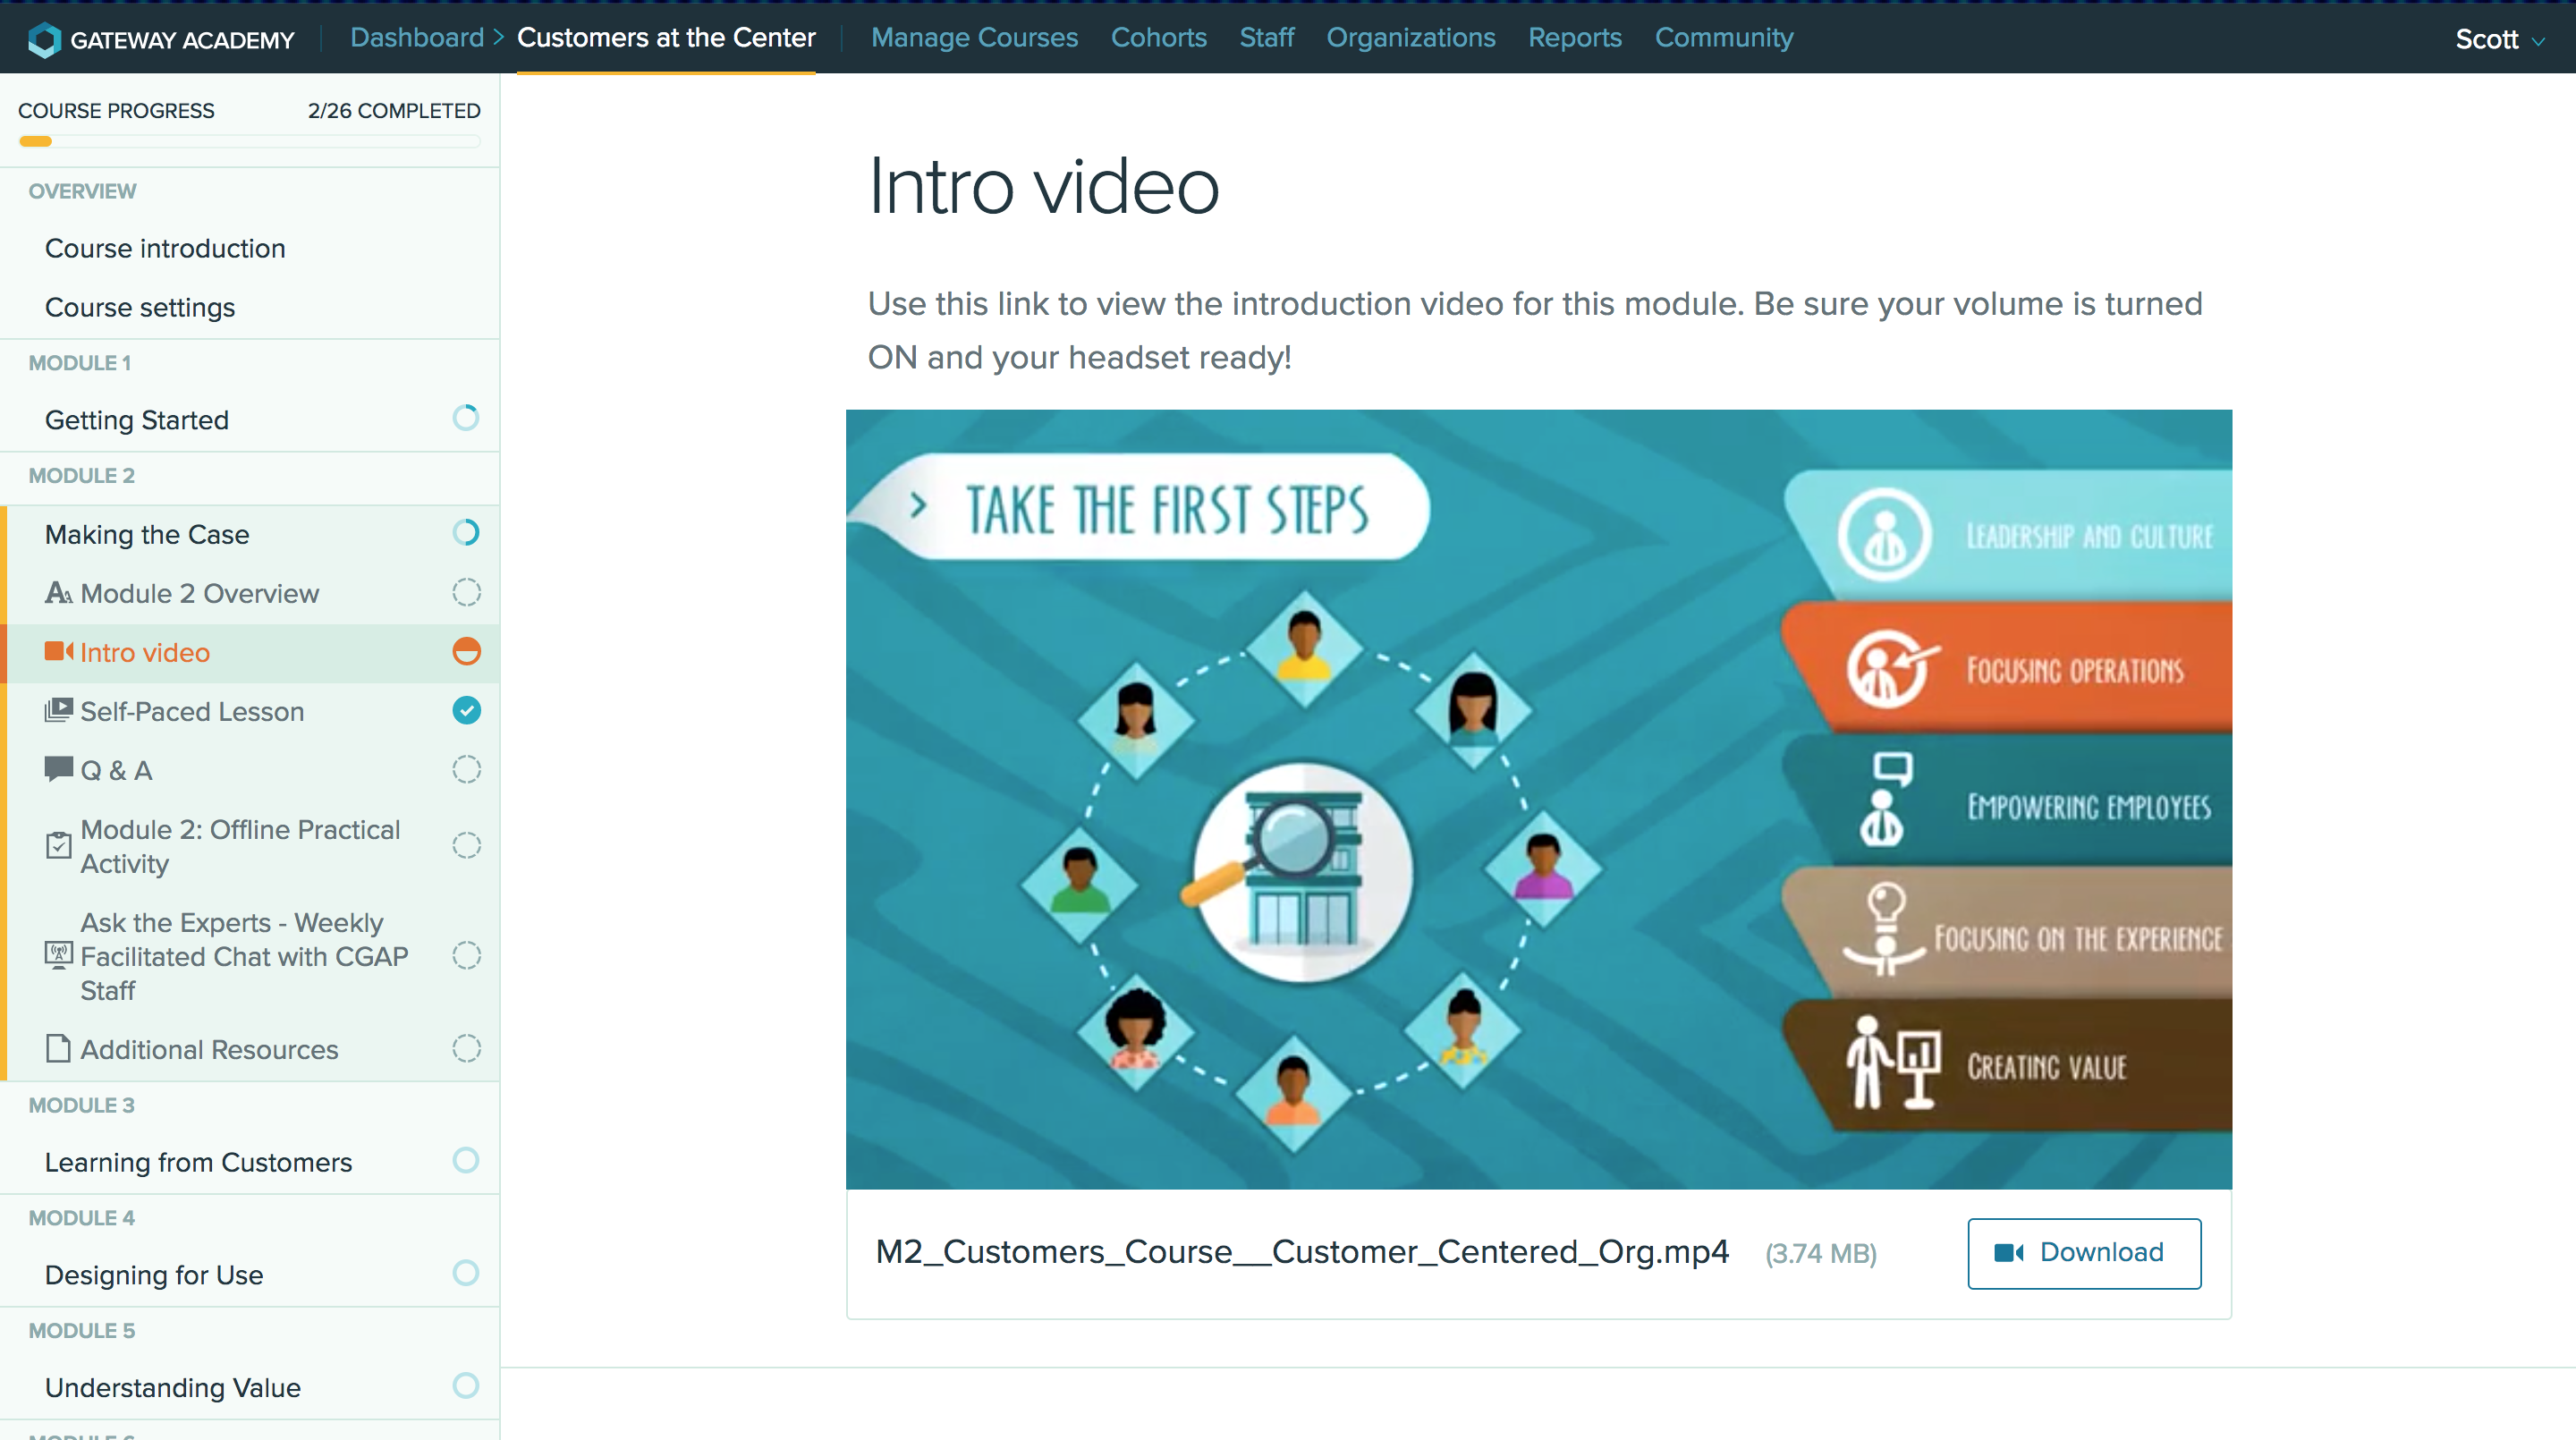 GATEWAY ACADEMY
Dashboard > Customers at the Center
Manage Courses Cohorts Staff Organizations Reports Community
Scott
COURSE PROGRESS 2/26 COMPLETED
OVERVIEW
Course introduction
Course settings
MODULE 1
Getting Started
MODULE 2
Making the Case
Module 2 Overview
Intro video
Self-Paced Lesson
Q & A
Module 2: Offline Practical
Activity
Ask the Experts - Weekly
Facilitated Chat with CGAP
Staff
Additional Resources
MODULE 3
Learning from Customers
MODULE 4
Designing for Use
MODULE 5
Understanding Value
Intro video
Use this link to view the introduction video for this module. Be sure your volume is turned
ON and your headset ready!
> TAKE THE FIRST STEPS
LEADERSHIP AND CULTURE
FOCUSING OPERATIONS
EMPOWERING EMPLOYEES
FOCUSING ON THE EXPERIENCE
CREATING VALUE
M2_Customers_Course__Customer_Centered_Org.mp4 (3.74 MB)
Download